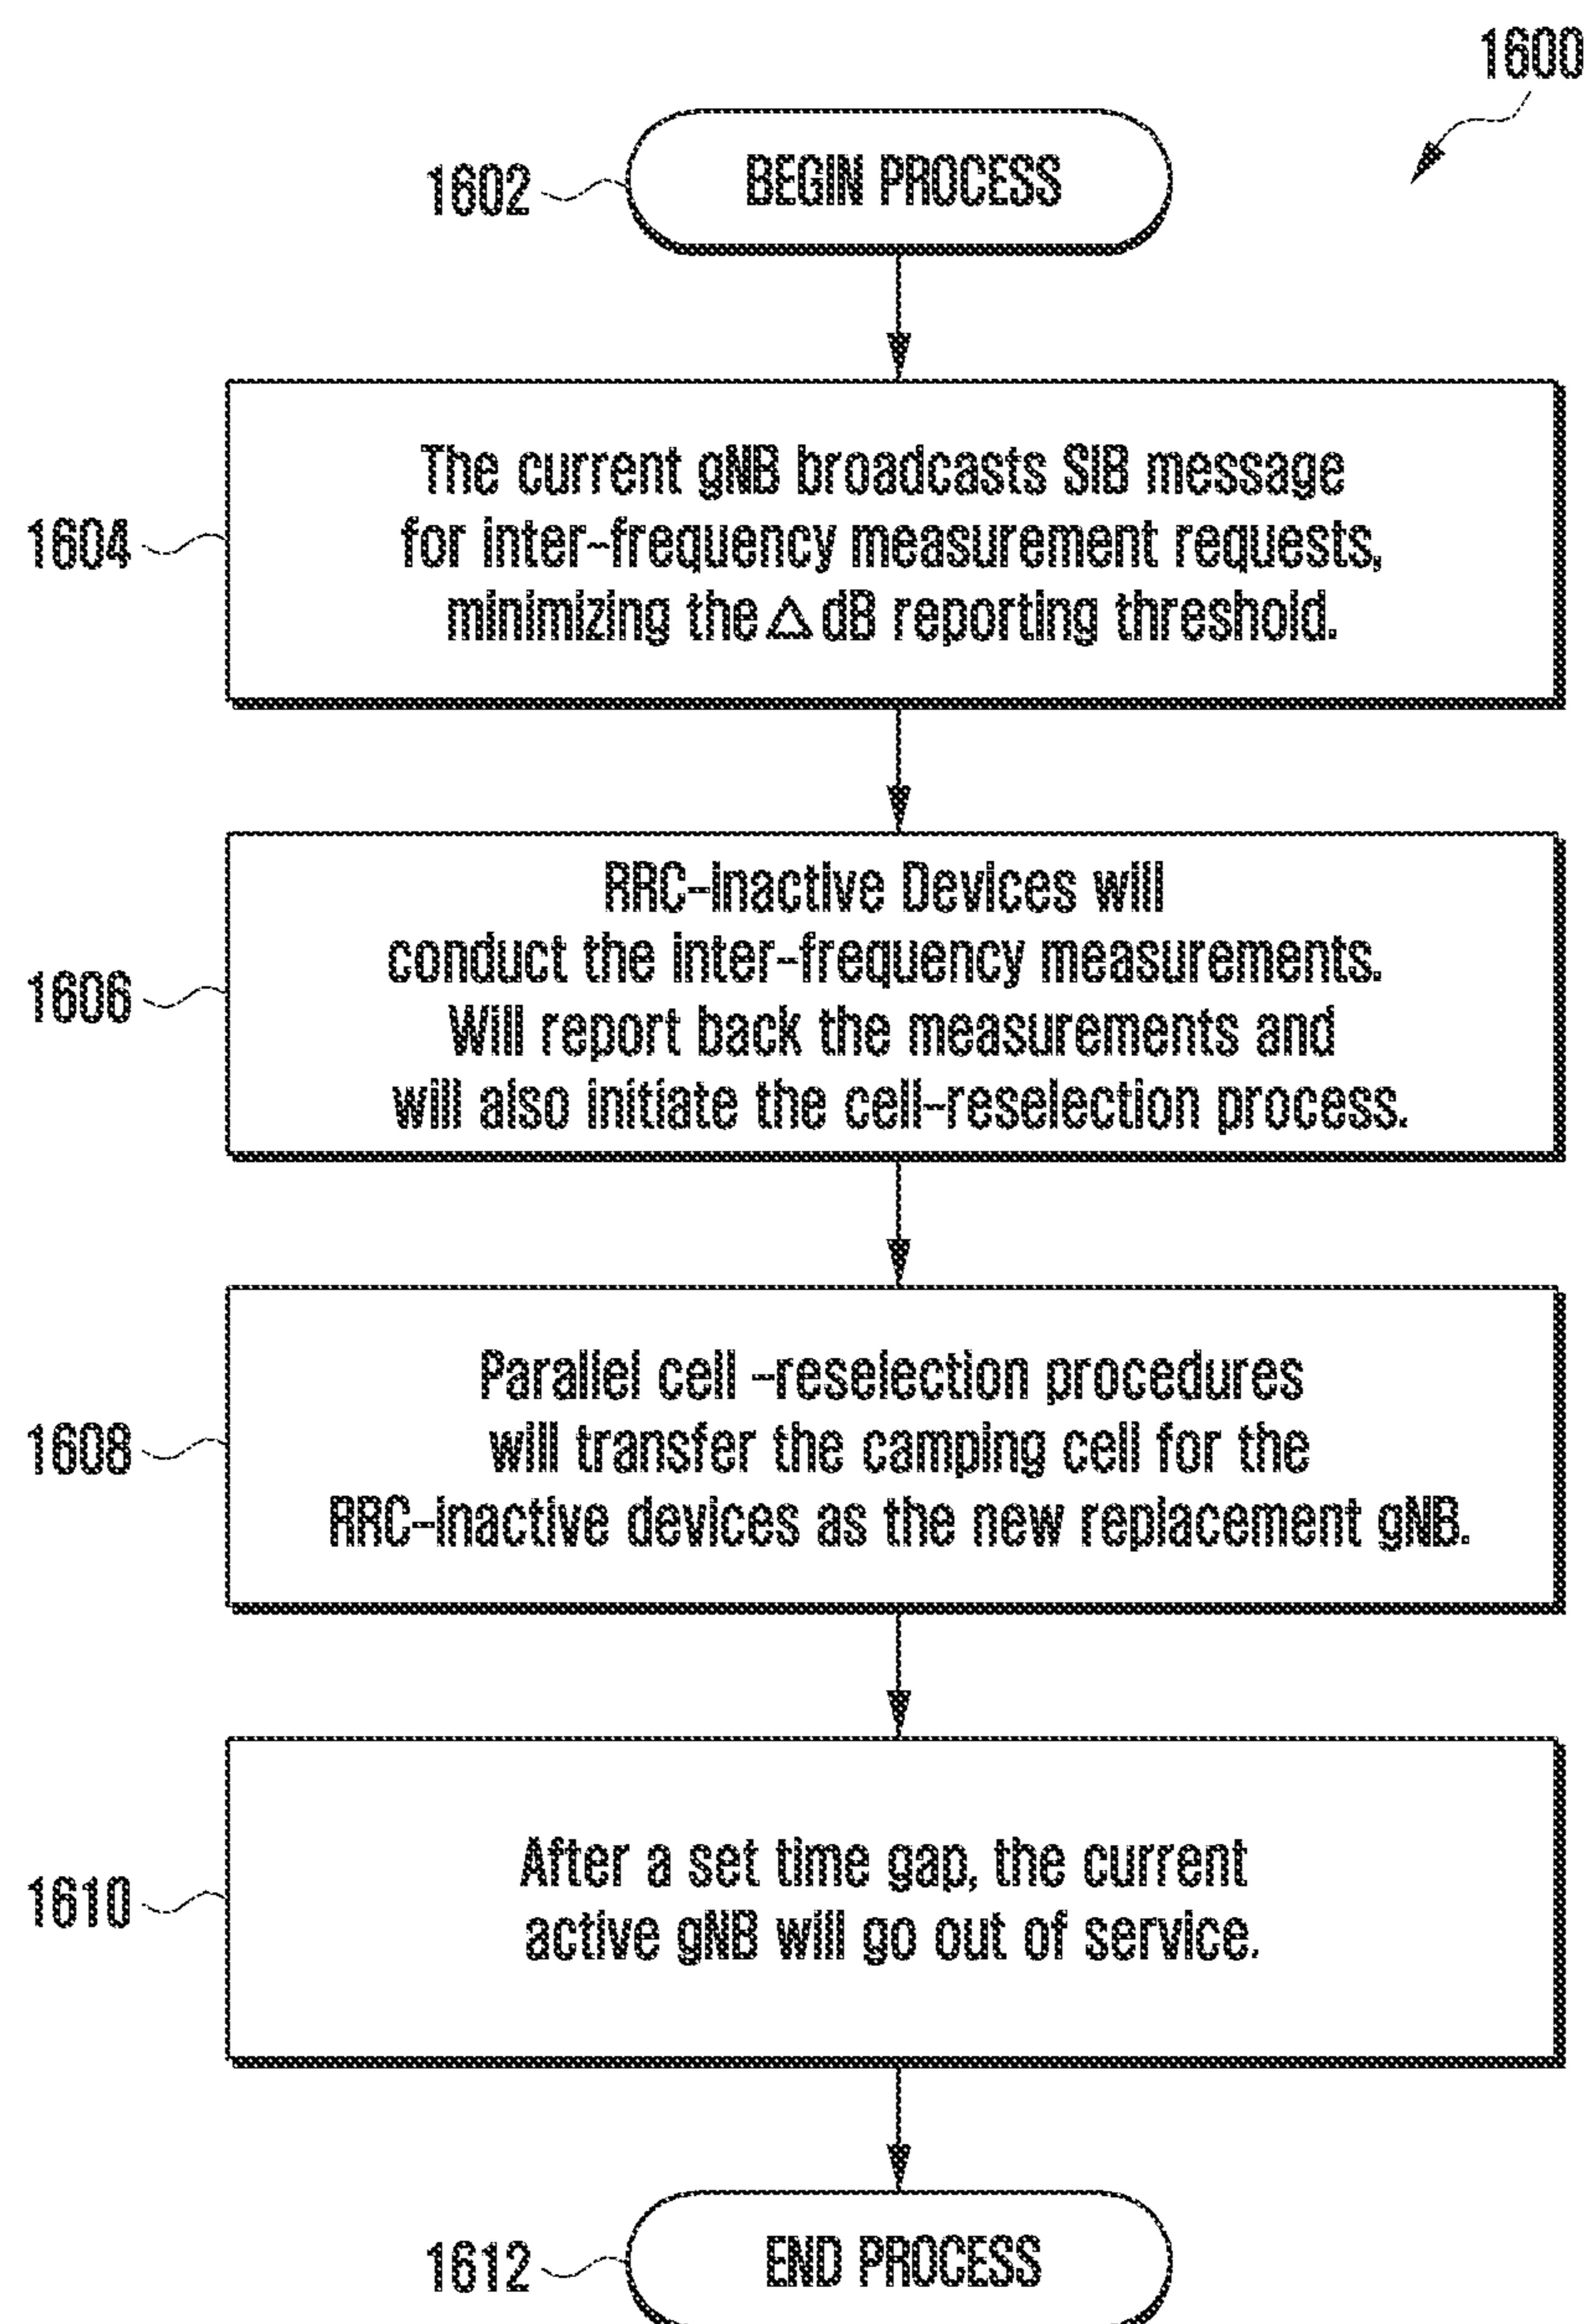 1600
1602
BEGIN PROCESS
The current gNB broadcasts SIB message
for inter-frequency measurement requests,
1604
minimizing the △ dB reporting threshold.
RRC-inactive Devices will
conduct the inter-frequency measurements.
1606
Will report back the measurements and
will also initiate the cell-reselection process.
Parallel cell -reselection procedures
1608
will transfer the camping cell for the
RRC-inactive devices as the new replacement gNB.
After a set time gap, the current
1610
active gNB will go out of service.
1612
END PROCESS